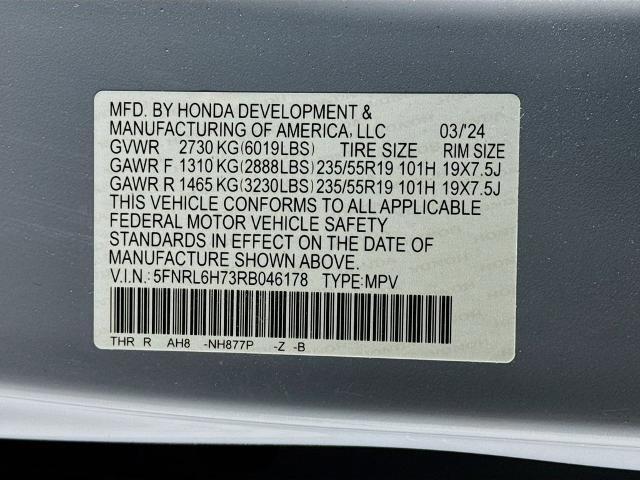 MFD. BY HONDA DEVELOPMENT &
MANUFACTURING OF AMERICA, LLC 03/'24
GVWR 2730 KG(6019LBS) TIRE SIZE RIM SIZE
GAWR F 1310 KG(2888LBS) 235/55R19 101H 19X7.5J
GAWR R 1465 KG(3230LBS) 235/55R19 101H 19X7.5J
THIS VEHICLE CONFORMS TO ALL APPLICABLE
FEDERAL MOTOR VEHICLE SAFETY
STANDARDS IN EFFECT ON THE DATE OF
MANUFACTURE SHOWN ABOVE.
V.I.N.: 5FNRL6H73RB046178 TYPE:MPV
THR R AH8 -NH877P -Z -B